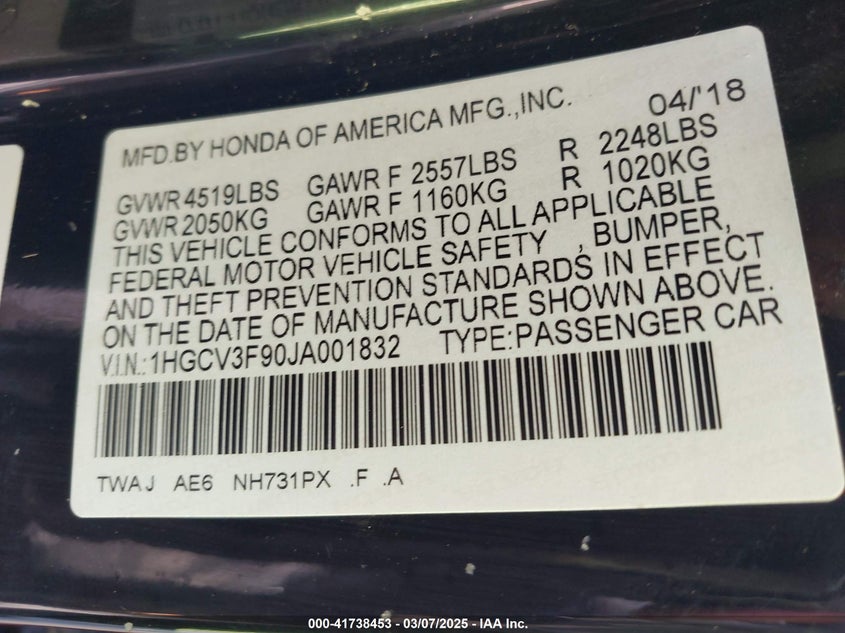 MFD.BY HONDA OF AMERICA MFG.,INC. 04/'18
GVWR 4519LBS GAWR F 2557LBS R 2248LBS
GVWR 2050KG GAWR F 1160KG R 1020KG
THIS VEHICLE CONFORMS TO ALL APPLICABLE
FEDERAL MOTOR VEHICLE SAFETY , BUMPER,
AND THEFT PREVENTION STANDARDS IN EFFECT
ON THE DATE OF MANUFACTURE SHOWN ABOVE.
V.I.N.:1HGCV3F90JA001832 TYPE:PASSENGER CAR
TWAJ AE6 NH731PX .F .A
000-41738453 — 03/07/2025 — IAA Inc.